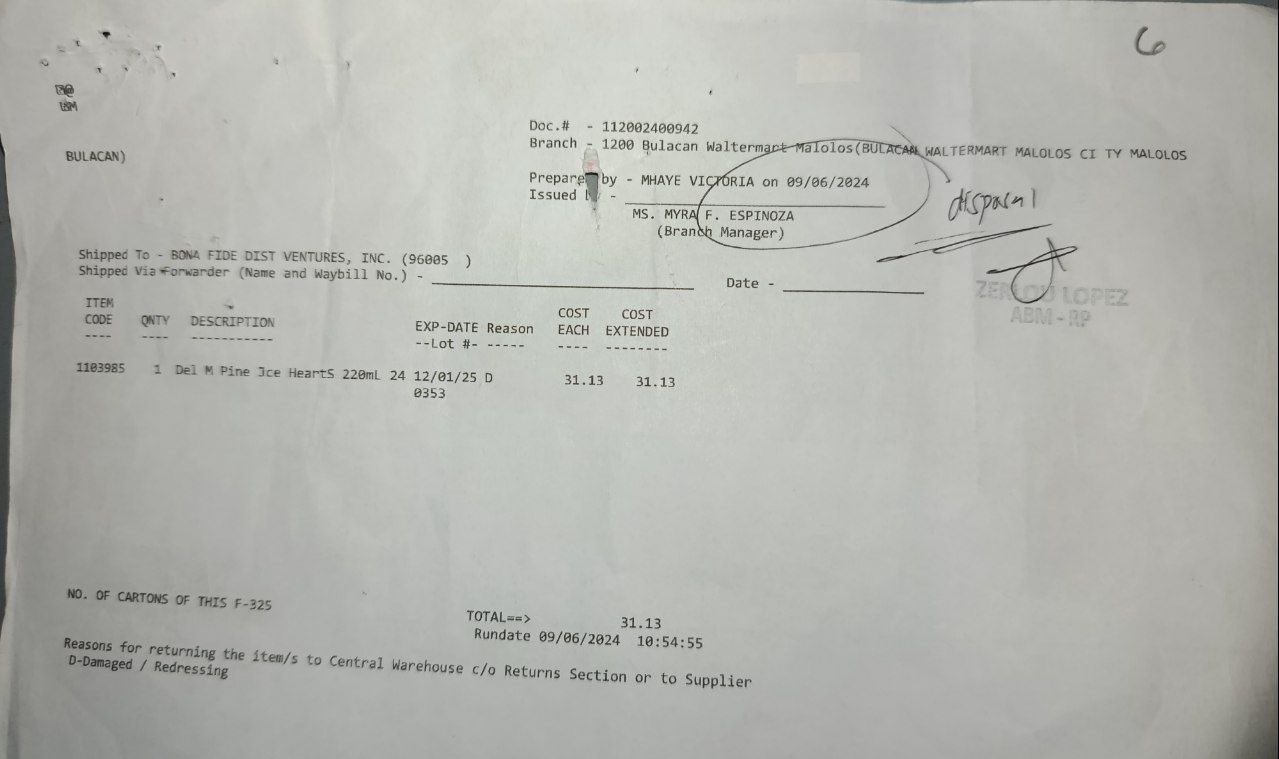 6
Doc.# - 112002400942
Branch - 1200 Bulacan Waltermart Malolos(BULACAN WALTERMART MALOLOS CI TY MALOLOS
BULACAN)
Prepared by - MHAYE VICTORIA on 09/06/2024
Issued by -
MS. MYRA F. ESPINOZA
(Branch Manager)
disposal
ZERLOU LOPEZ
ABM - RP
Shipped To - BONA FIDE DIST VENTURES, INC. (96005 )
Shipped Via Forwarder (Name and Waybill No.) - Date -
ITEM COST COST
CODE QNTY DESCRIPTION EXP-DATE Reason EACH EXTENDED
---- ---- ----------- --Lot #- ----- ---- --------
1103985 1 Del M Pine Jce HeartS 220mL 24 12/01/25 D 31.13 31.13
0353
NO. OF CARTONS OF THIS F-325
TOTAL==> 31.13
Rundate 09/06/2024 10:54:55
Reasons for returning the item/s to Central Warehouse c/o Returns Section or to Supplier
D-Damaged / Redressing